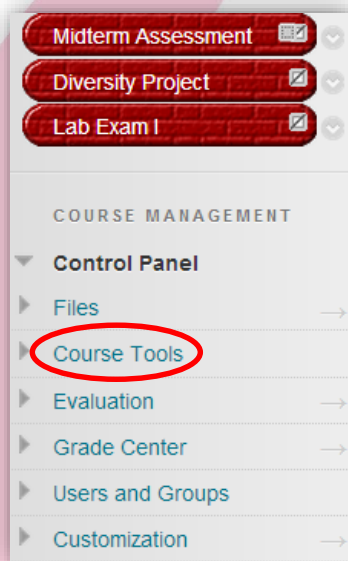 Midterm Assessment
Diversity Project
Lab Exam I
COURSE MANAGEMENT
Control Panel
Files
Course Tools
Evaluation
Grade Center
Users and Groups
Customization